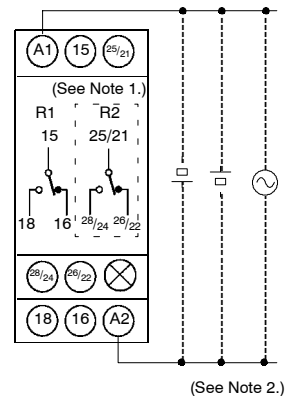 A1 15 25/21
(See Note 1.)
R1 R2
15 25/21
18 16 28/24 26/22
28/24 26/22
18 16 A2
(See Note 2.)